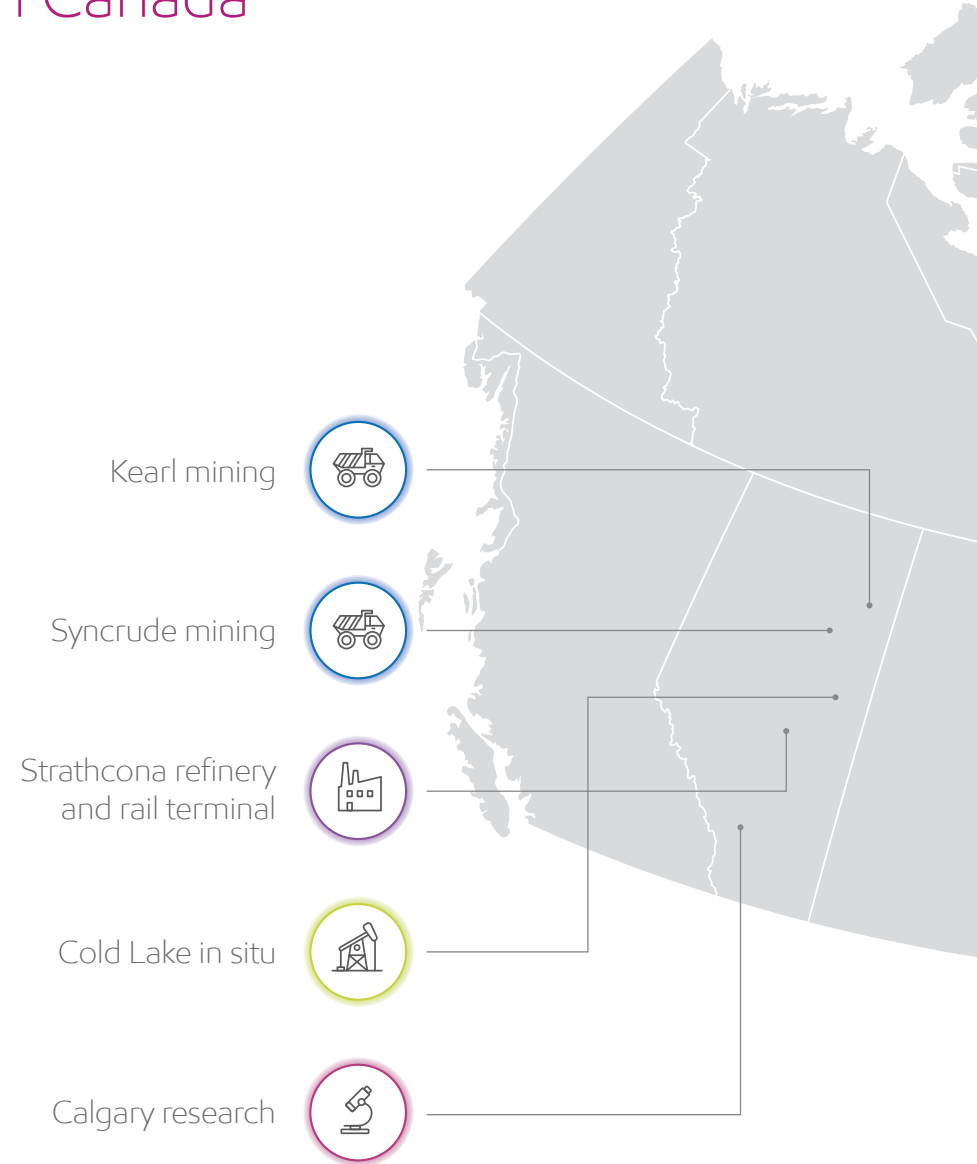 Canada
Kearl mining
Syncrude mining
Strathcona refinery
and rail terminal
Cold Lake in situ
Calgary research